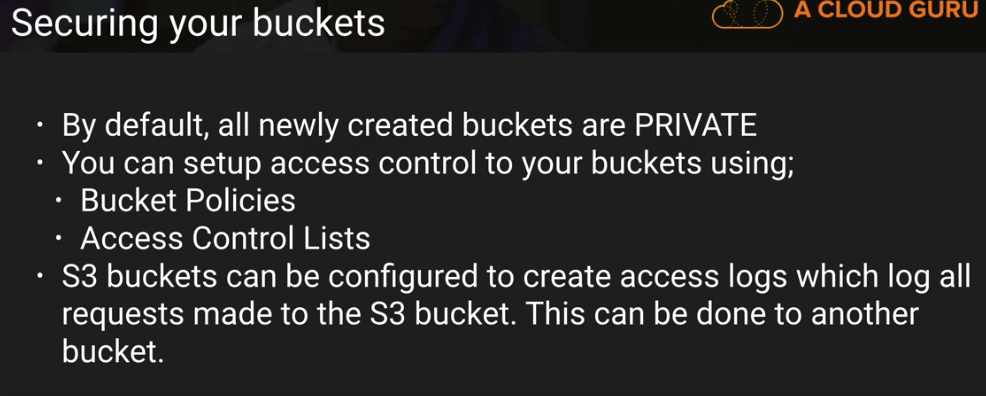 Securing your buckets
A CLOUD GURU
• By default, all newly created buckets are PRIVATE
• You can setup access control to your buckets using;
• Bucket Policies
• Access Control Lists
• S3 buckets can be configured to create access logs which log all
requests made to the S3 bucket. This can be done to another
bucket.